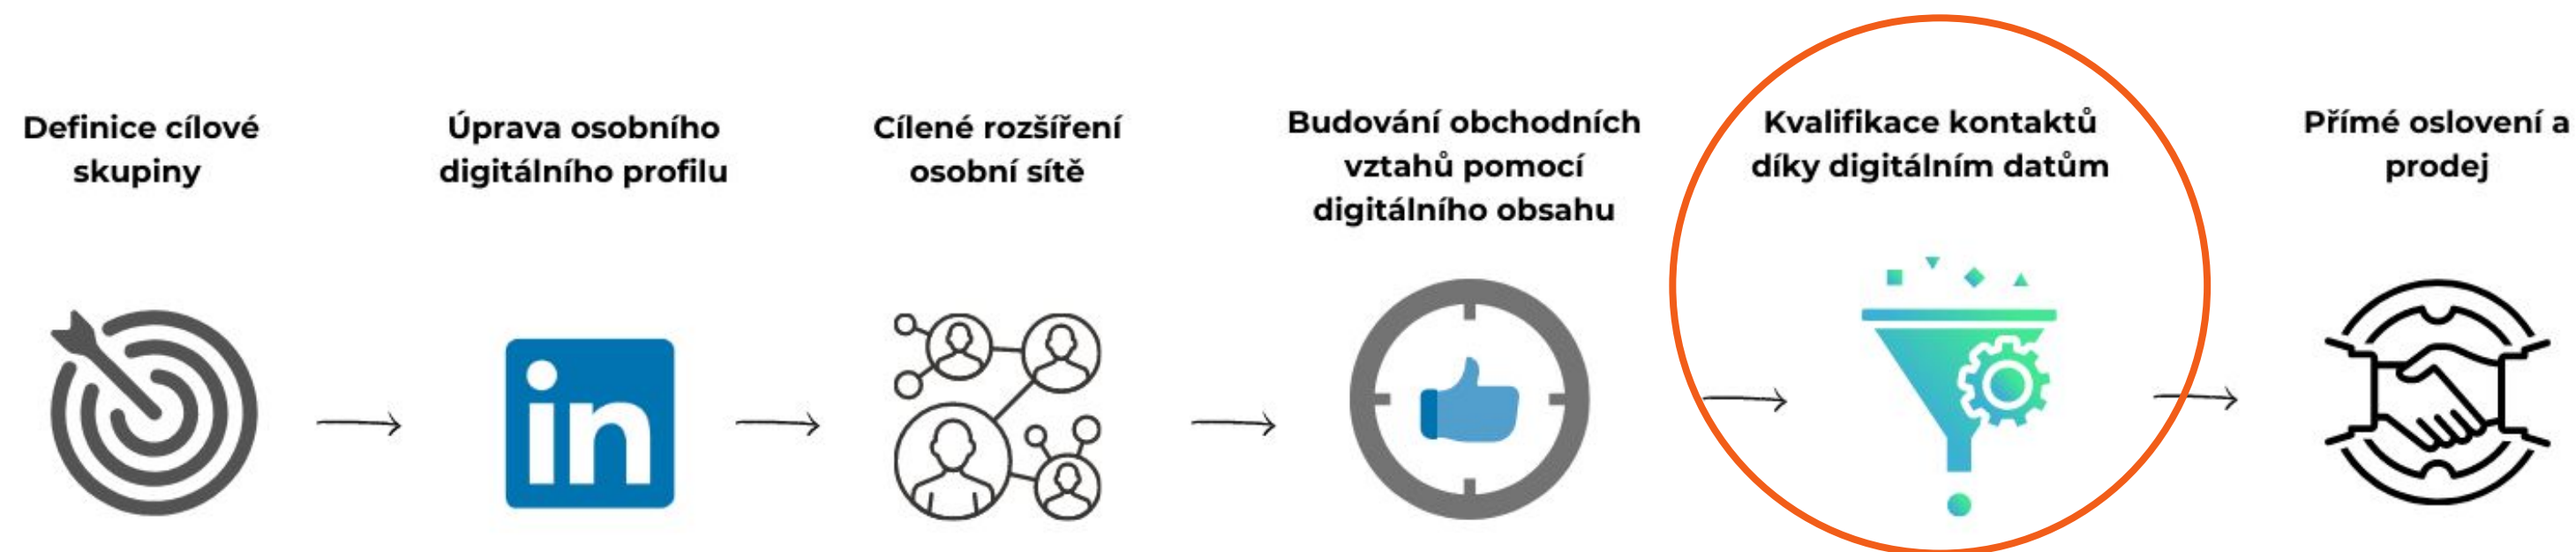 Definice cílové
skupiny
Úprava osobního
digitálního profilu
Cílené rozšíření
osobní sítě
Budování obchodních
vztahů pomocí
digitálního obsahu
Kvalifikace kontaktů
díky digitálním datům
Přímé oslovení a
prodej
in